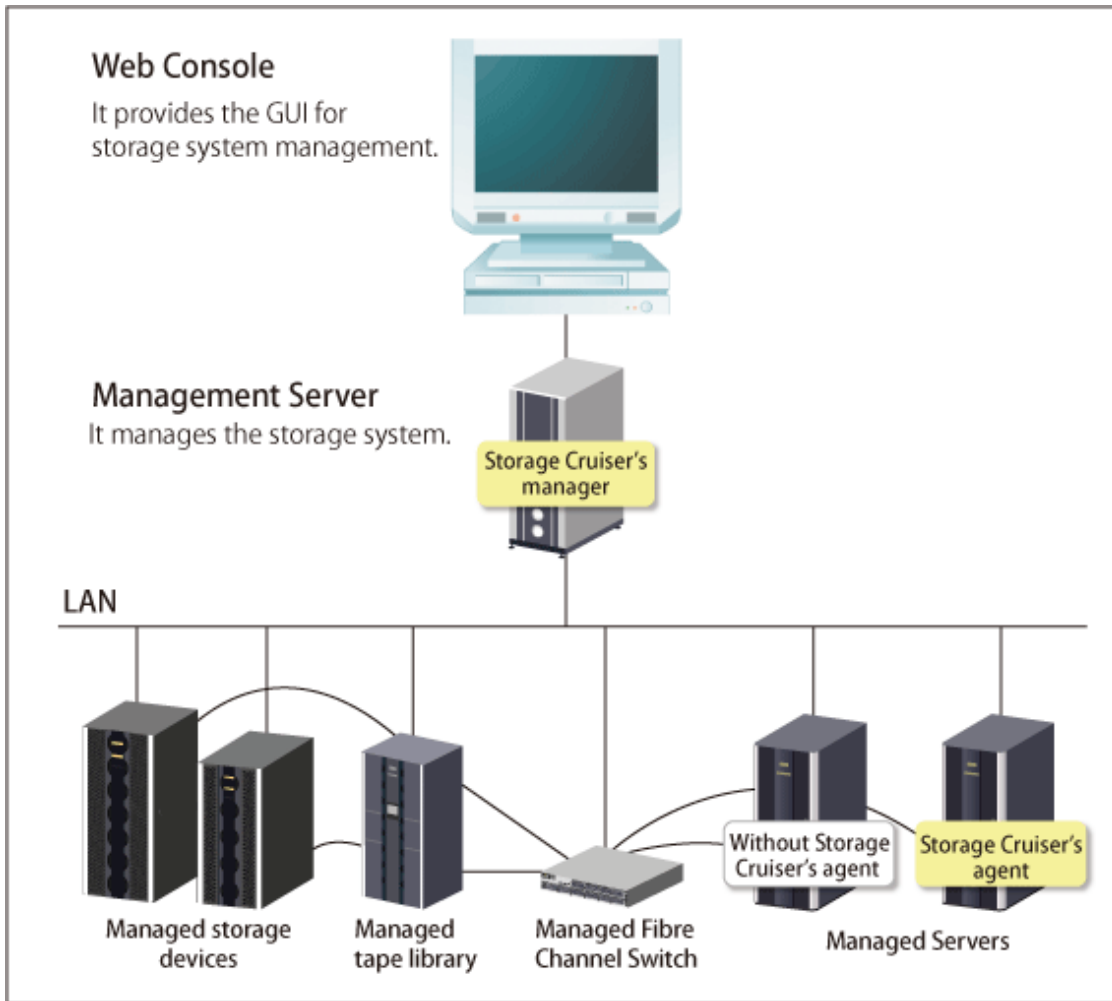 Web Console
It provides the GUI for
storage system management.
Management Server
It manages the storage system.
Storage Cruiser's
manager
LAN
Without Storage
Cruiser's agent
Storage Cruiser's
agent
Managed storage
devices
Managed
tape library
Managed Fibre
Channel Switch
Managed Servers